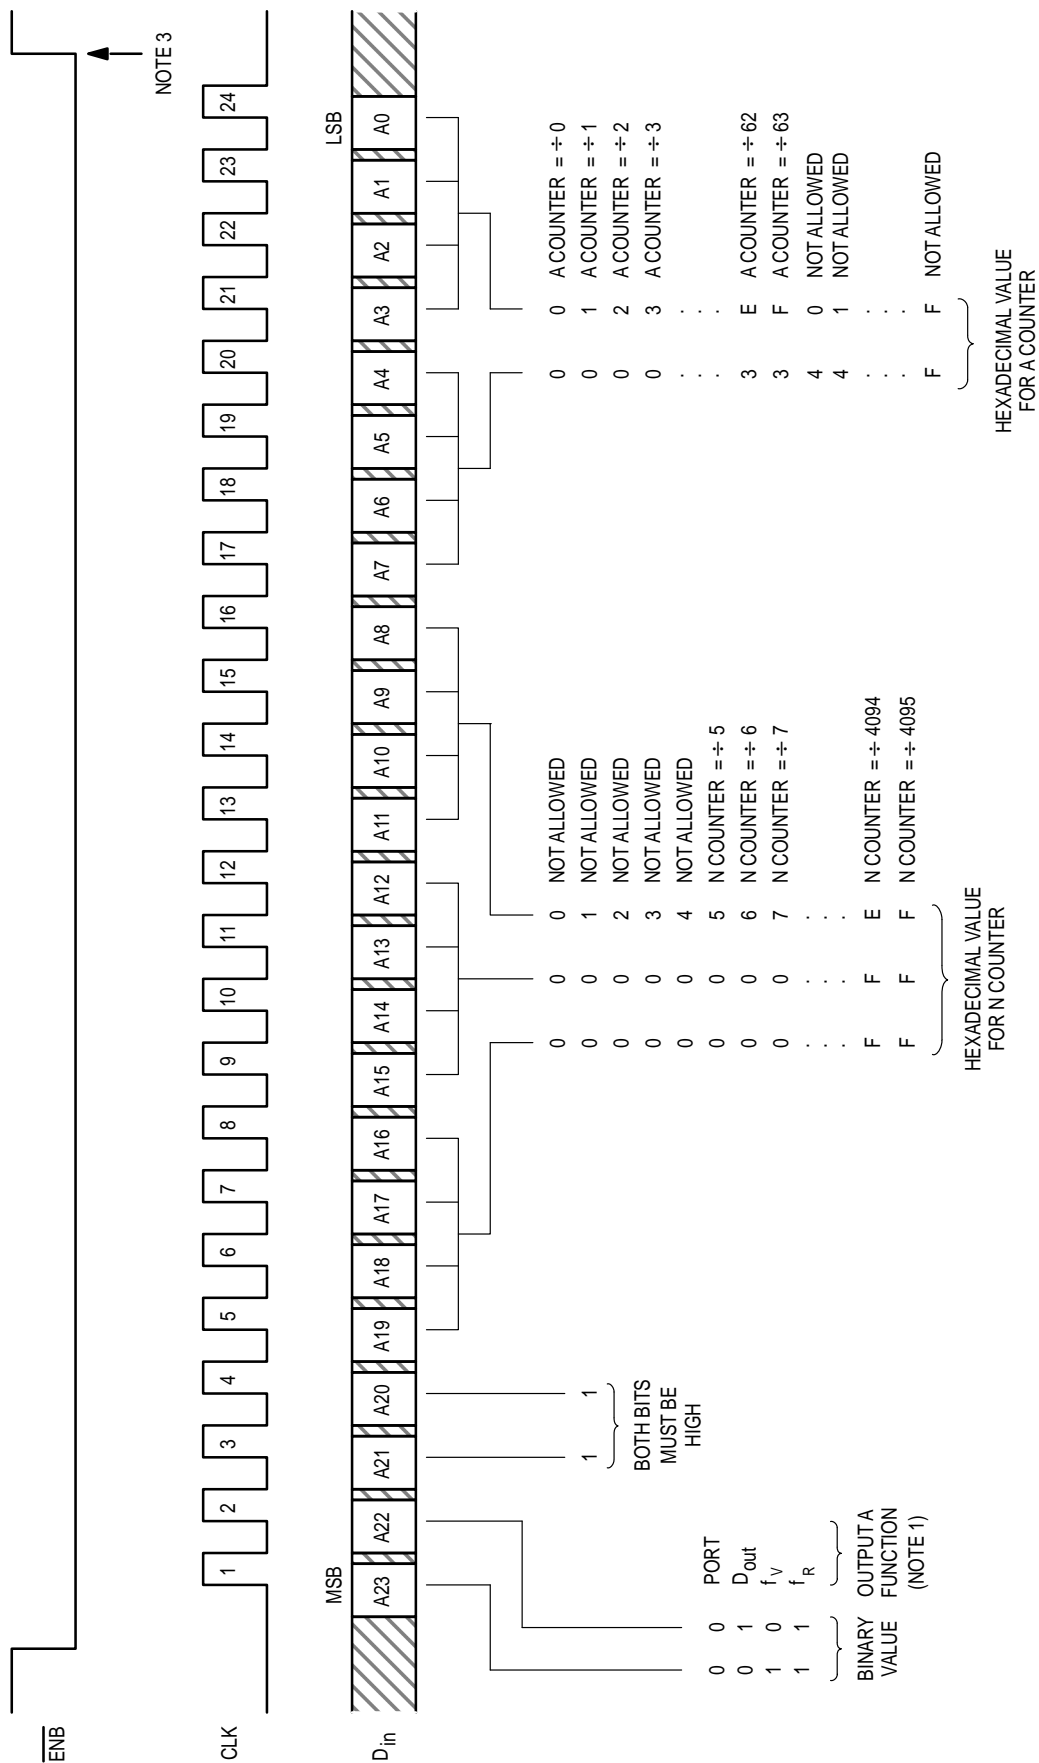 ENB
NOTE 3
CLK
1 2 3 4 5 6 7 8 9 10 11 12 13 14 15 16 17 18 19 20 21 22 23 24
MSB
LSB
Din
A23 A22 A21 A20 A19 A18 A17 A16 A15 A14 A13 A12 A11 A10 A9 A8 A7 A6 A5 A4 A3 A2 A1 A0
0 0 PORT
0 1 Dout
1 0 fV
1 1 fR
BINARY
VALUE
OUTPUT A
FUNCTION
(NOTE 1)
1 1
BOTH BITS
MUST BE
HIGH
0 0 0 NOT ALLOWED
0 0 1 NOT ALLOWED
0 0 2 NOT ALLOWED
0 0 3 NOT ALLOWED
0 0 4 NOT ALLOWED
0 0 5 N COUNTER = ÷ 5
0 0 6 N COUNTER = ÷ 6
0 0 7 N COUNTER = ÷ 7
. . .
. . .
F F E N COUNTER = ÷ 4094
F F F N COUNTER = ÷ 4095
HEXADECIMAL VALUE
FOR N COUNTER
0 0 A COUNTER = ÷ 0
0 1 A COUNTER = ÷ 1
0 2 A COUNTER = ÷ 2
0 3 A COUNTER = ÷ 3
. .
. .
. .
3 E A COUNTER = ÷ 62
3 F A COUNTER = ÷ 63
4 0 NOT ALLOWED
4 1 NOT ALLOWED
. .
. .
. .
F F NOT ALLOWED
HEXADECIMAL VALUE
FOR A COUNTER